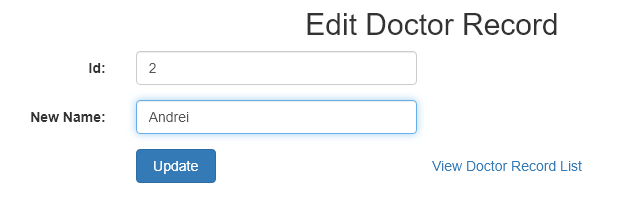 Edit Doctor Record
Id: 2
New Name: Andrei
Update View Doctor Record List